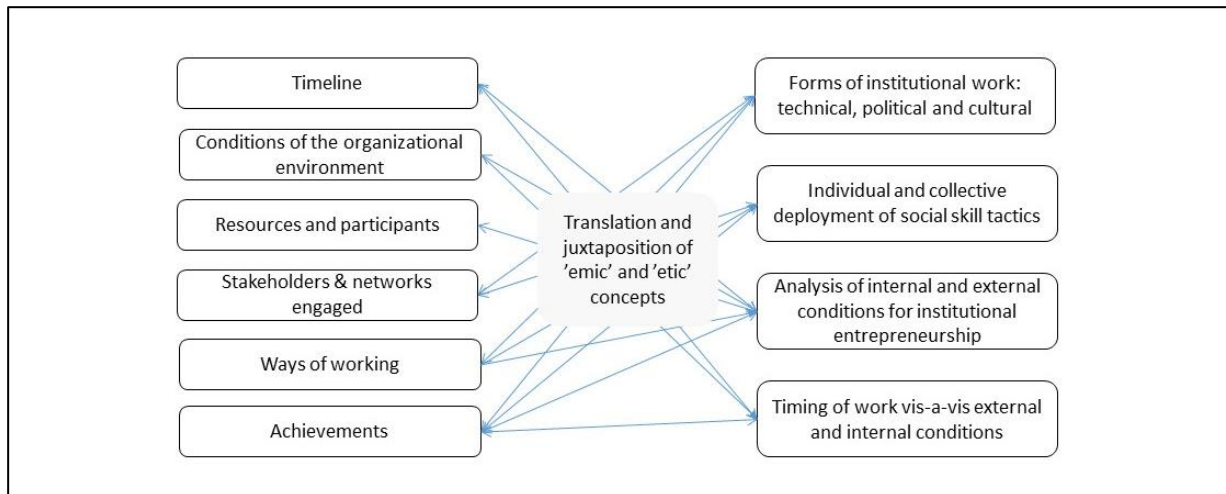 Timeline
Conditions of the organizational
environment
Resources and participants
Stakeholders & networks
engaged
Ways of working
Achievements
Translation and
juxtaposition of
’emic’ and ’etic’
concepts
Forms of institutional work:
technical, political and cultural
Individual and collective
deployment of social skill tactics
Analysis of internal and external
conditions for institutional
entrepreneurship
Timing of work vis-a-vis external
and internal conditions